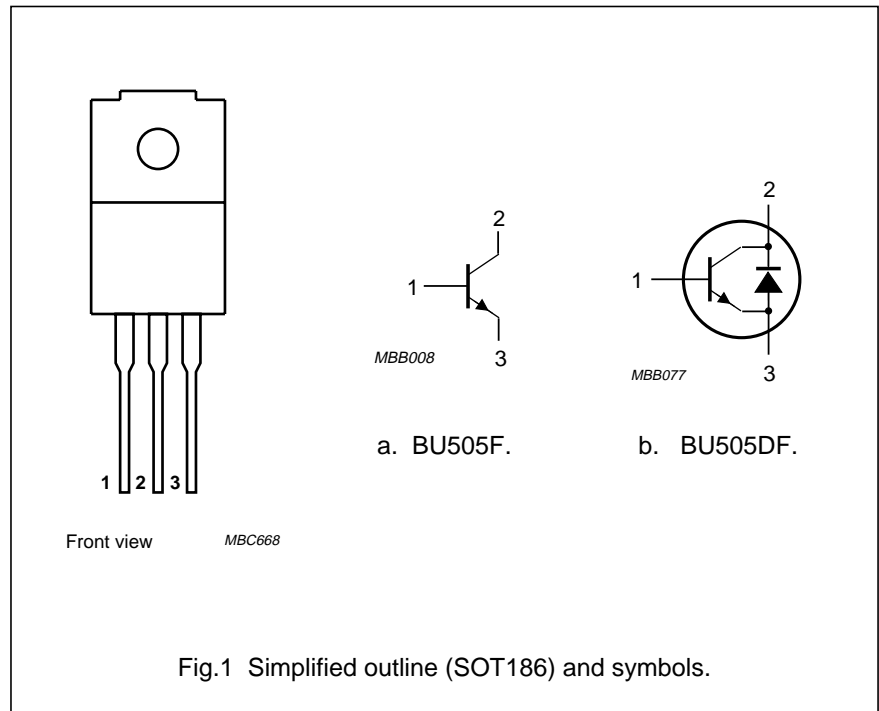 1 2 3
Front view
MBC668
2
1
3
MBB008
a. BU505F.
2
1
3
MBB077
b. BU505DF.
Fig.1 Simplified outline (SOT186) and symbols.